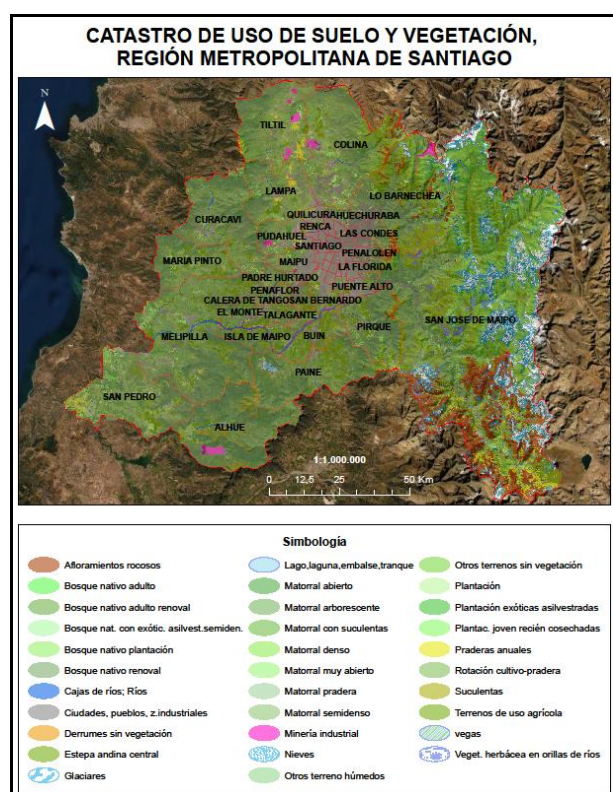 CATASTRO DE USO DE SUELO Y VEGETACIÓN,
REGIÓN METROPOLITANA DE SANTIAGO
N
TILTIL
COLINA
LAMPA
LO BARNECHEA
CURACAVI
QUILICURA HUECHURABA
RENCA
PUDAHUEL
LAS CONDES
SANTIAGO
MARIA PINTO
MAIPU
PENALOLEN
LA FLORIDA
PADRE HURTADO
PENAFLOR
PUENTE ALTO
CALERA DE TANGO SAN BERNARDO
EL MONTE
TALAGANTE
SAN JOSE DE MAIPO
MELIPILLA
ISLA DE MAIPO
BUIN
PIRQUE
PAINE
SAN PEDRO
ALHUE
1:1.000.000
0 12,5 25 50 Km
Simbología
Afloramientos rocosos
Bosque nativo adulto
Bosque nativo adulto renoval
Bosque nat. con exótic. asilvest.semiden.
Bosque nativo plantación
Bosque nativo renoval
Cajas de ríos; Ríos
Ciudades, pueblos, z.industriales
Derrumes sin vegetación
Estepa andina central
Glaciares
Lago,laguna,embalse,tranque
Matorral abierto
Matorral arborescente
Matorral con suculentas
Matorral denso
Matorral muy abierto
Matorral pradera
Matorral semidenso
Minería industrial
Nieves
Otros terreno húmedos
Otros terrenos sin vegetación
Plantación
Plantación exóticas asilvestradas
Plantac. joven recién cosechadas
Praderas anuales
Rotación cultivo-pradera
Suculentas
Terrenos de uso agrícola
vegas
Veget. herbácea en orillas de ríos